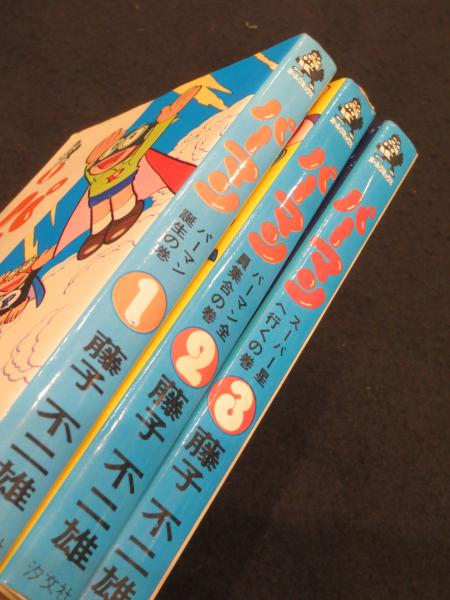 パーマン
パーマン
誕生の巻
1
藤子不二雄
パーマン
パーマン全
員集合の巻
2
藤子不二雄
汐文社
パーマン
スーパー星
へ行くの巻
3
藤子不二雄